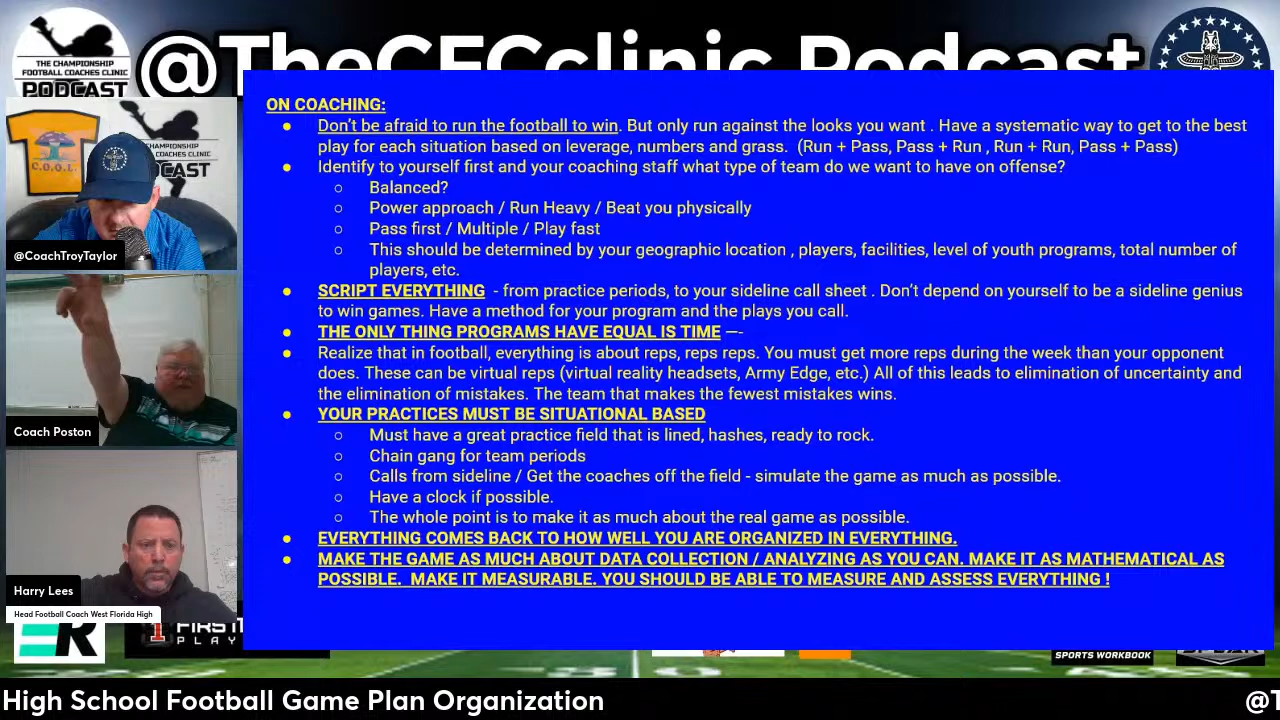 @TheCFCclinic Podcast
THE CHAMPIONSHIP
FOOTBALL COACHES CLINIC
PODCAST
C.O.O.L
CHAMPIONSHIP
CAST
@CoachTroyTaylor
Coach Poston
Harry Lees
Head Football Coach West Florida High
ON COACHING:
● Don't be afraid to run the football to win. But only run against the looks you want . Have a systematic way to get to the best
play for each situation based on leverage, numbers and grass. (Run + Pass, Pass + Run , Run + Run, Pass + Pass)
● Identify to yourself first and your coaching staff what type of team do we want to have on offense?
○ Balanced?
○ Power approach / Run Heavy / Beat you physically
○ Pass first / Multiple / Play fast
○ This should be determined by your geographic location , players, facilities, level of youth programs, total number of
players, etc.
● SCRIPT EVERYTHING - from practice periods, to your sideline call sheet . Don't depend on yourself to be a sideline genius
to win games. Have a method for your program and the plays you call.
● THE ONLY THING PROGRAMS HAVE EQUAL IS TIME —-
● Realize that in football, everything is about reps, reps reps. You must get more reps during the week than your opponent
does. These can be virtual reps (virtual reality headsets, Army Edge, etc.) All of this leads to elimination of uncertainty and
the elimination of mistakes. The team that makes the fewest mistakes wins.
● YOUR PRACTICES MUST BE SITUATIONAL BASED
○ Must have a great practice field that is lined, hashes, ready to rock.
○ Chain gang for team periods
○ Calls from sideline / Get the coaches off the field - simulate the game as much as possible.
○ Have a clock if possible.
○ The whole point is to make it as much about the real game as possible.
● EVERYTHING COMES BACK TO HOW WELL YOU ARE ORGANIZED IN EVERYTHING.
● MAKE THE GAME AS MUCH ABOUT DATA COLLECTION / ANALYZING AS YOU CAN. MAKE IT AS MATHEMATICAL AS
POSSIBLE. MAKE IT MEASURABLE. YOU SHOULD BE ABLE TO MEASURE AND ASSESS EVERYTHING !
ER
1 FIRST
PLAY
SPORTS WORKBOOK
High School Football Game Plan Organization
@T